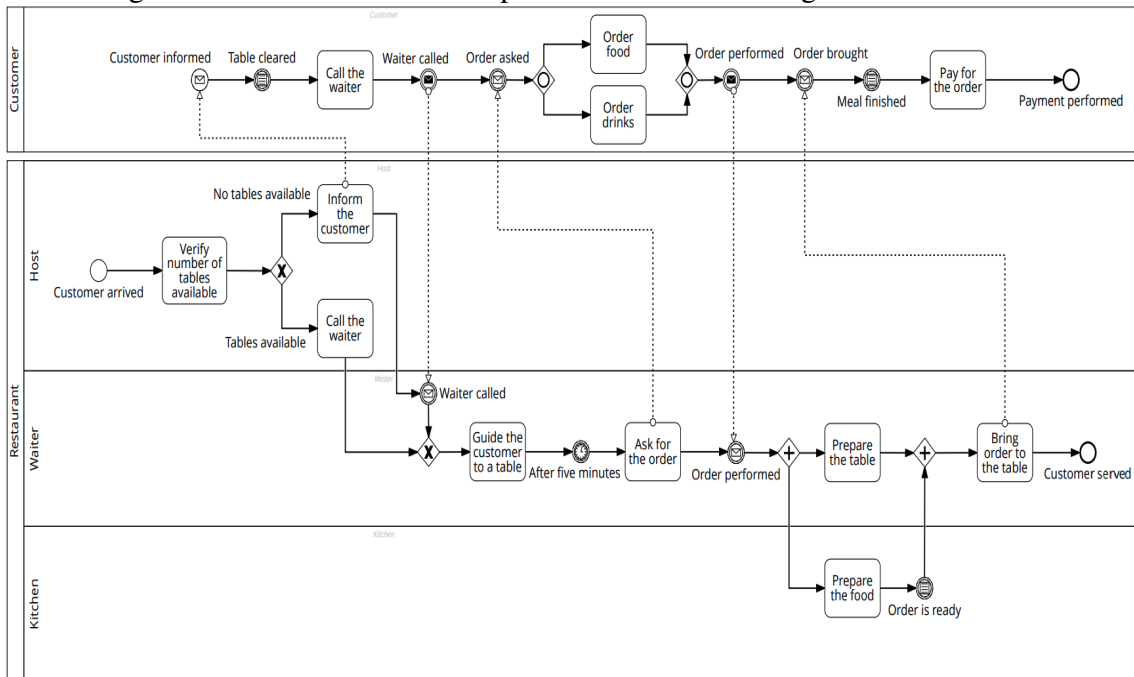 Customer
Customer
Customer informed
Table cleared
Call the
waiter
Waiter called
Order asked
Order
food
Order
drinks
Order performed
Order brought
Meal finished
Pay for
the order
Payment performed
Restaurant
Host
Host
Customer arrived
Verify
number of
tables
available
No tables available
Inform
the
customer
Tables available
Call the
waiter
Waiter
Waiter
Waiter called
Guide the
customer
to a table
After five minutes
Ask for
the order
Order performed
Prepare
the table
Bring
order to
the table
Customer served
Kitchen
Kitchen
Prepare
the food
Order is ready